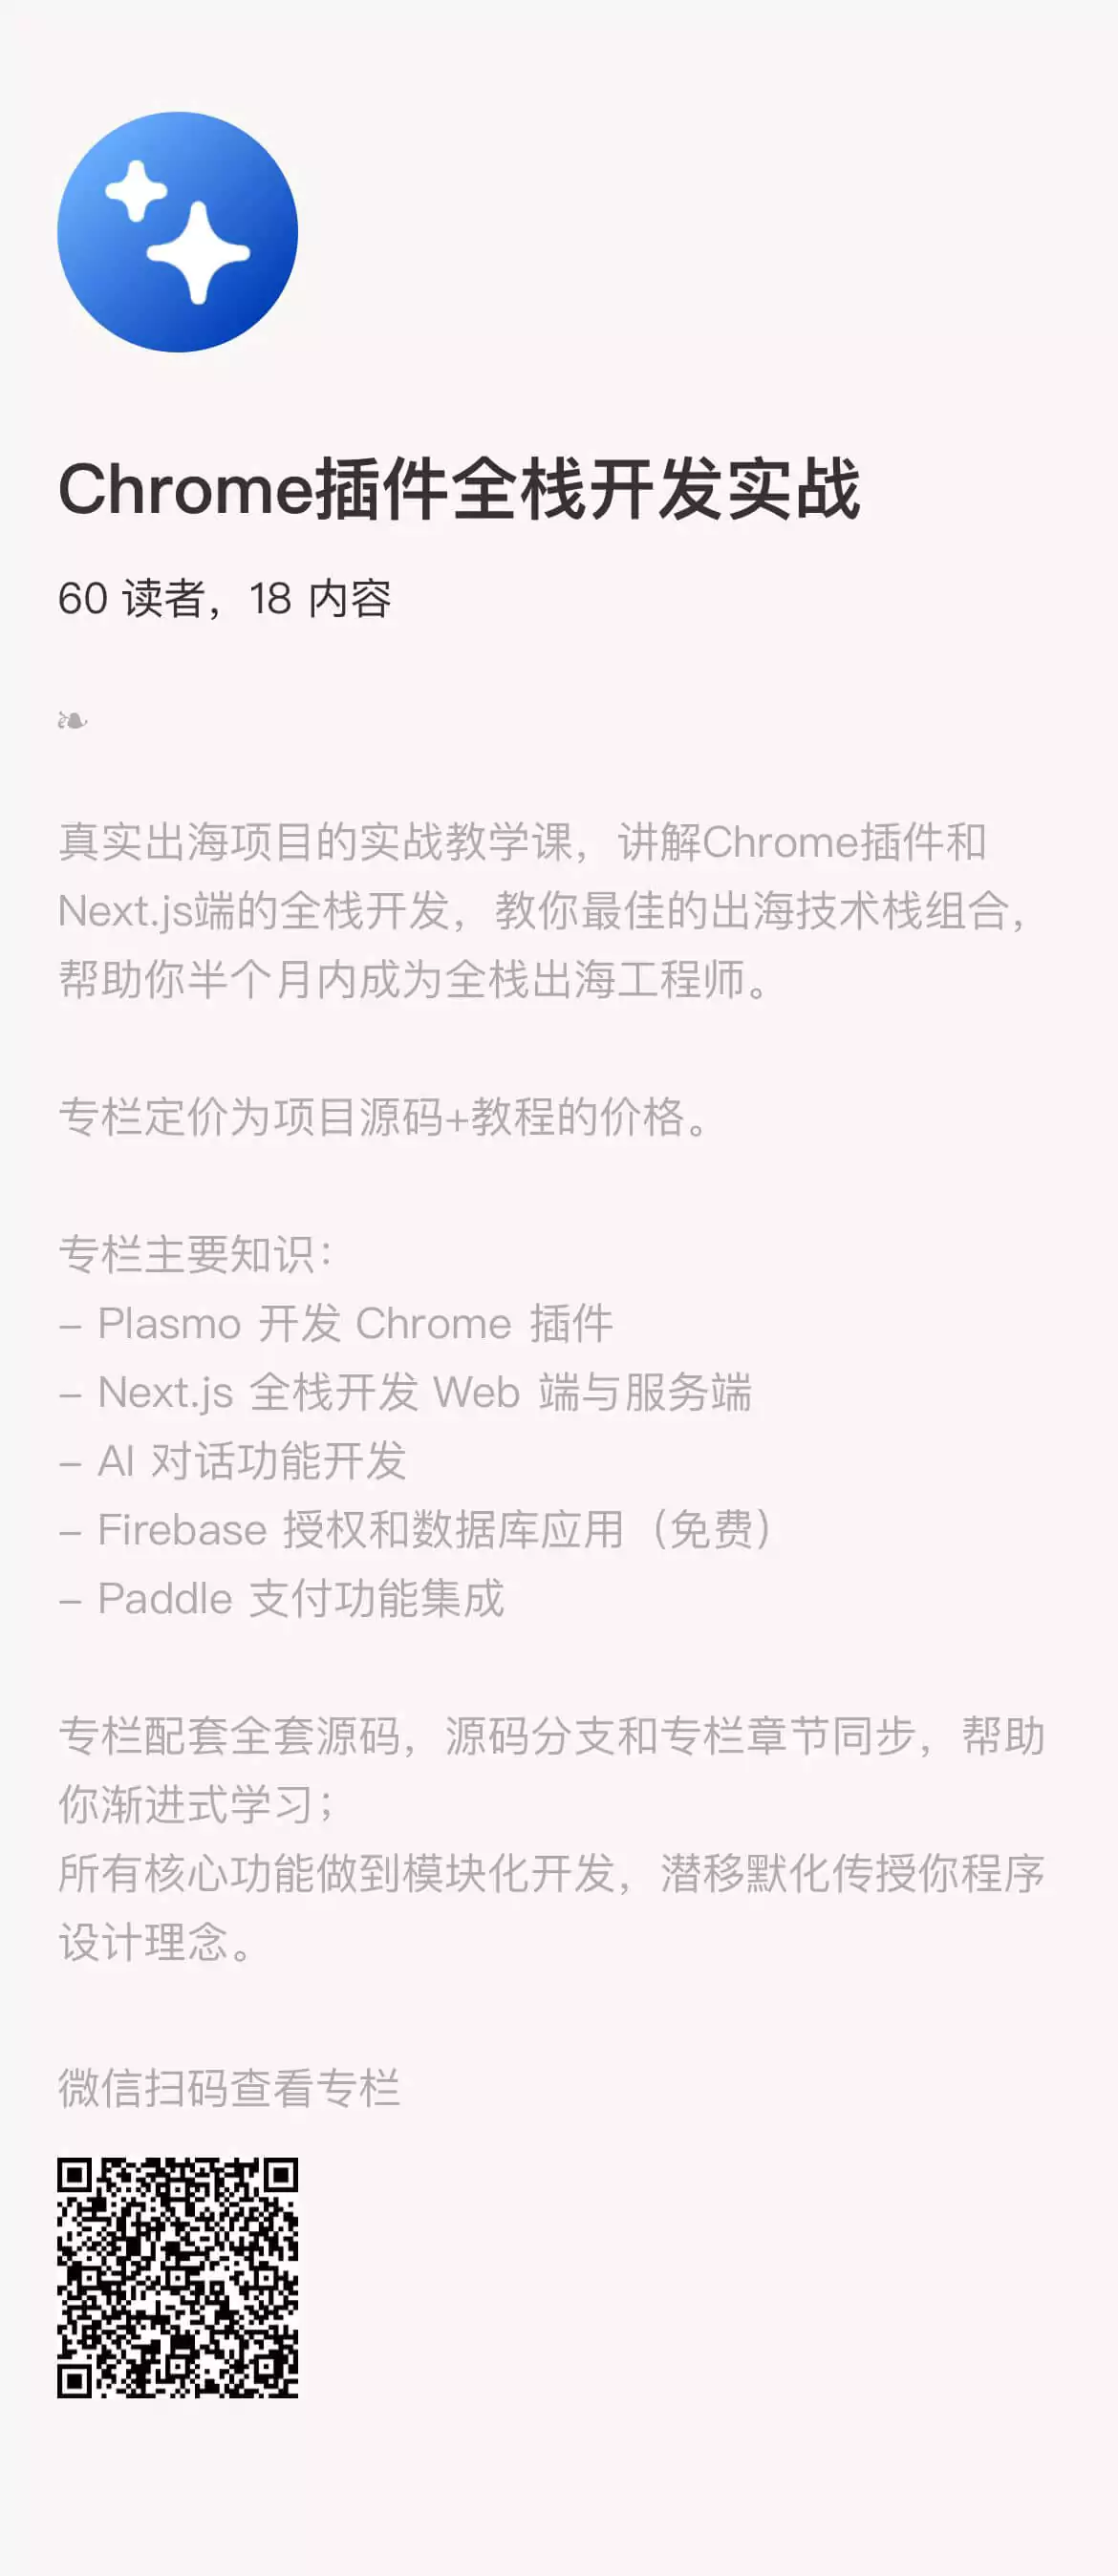 Chrome插件全栈开发实战
60 读者，18 内容
❧
真实出海项目的实战教学课，讲解Chrome插件和
Next.js端的全栈开发，教你最佳的出海技术栈组合，
帮助你半个月内成为全栈出海工程师。
专栏定价为项目源码+教程的价格。
专栏主要知识：
– Plasmo 开发 Chrome 插件
– Next.js 全栈开发 Web 端与服务端
– AI 对话功能开发
– Firebase 授权和数据库应用（免费）
– Paddle 支付功能集成
专栏配套全套源码，源码分支和专栏章节同步，帮助
你渐进式学习；
所有核心功能做到模块化开发，潜移默化传授你程序
设计理念。
微信扫码查看专栏